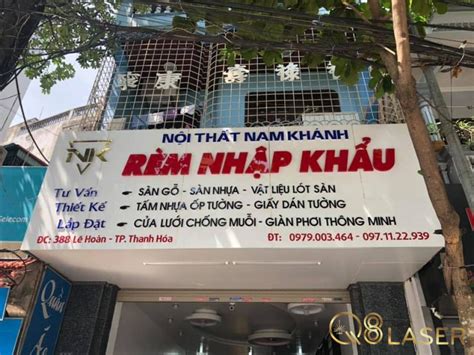 NỘI THẤT NAM KHÁNH
NK
RÈM NHẬP KHẨU
Tư Vấn
Thiết Kế
Lắp Đặt
- SÀN GỖ - SÀN NHỰA - VẬT LIỆU LÓT SÀN
- TẤM NHỰA ỐP TƯỜNG - GIẤY DÁN TƯỜNG
- CỬA LƯỚI CHỐNG MUỖI - GIÀN PHƠI THÔNG MINH
ĐC: 388 Lê Hoàn - TP. Thanh Hóa
ĐT: 0979.003.464 - 097.11.22.939
Q8 LASER